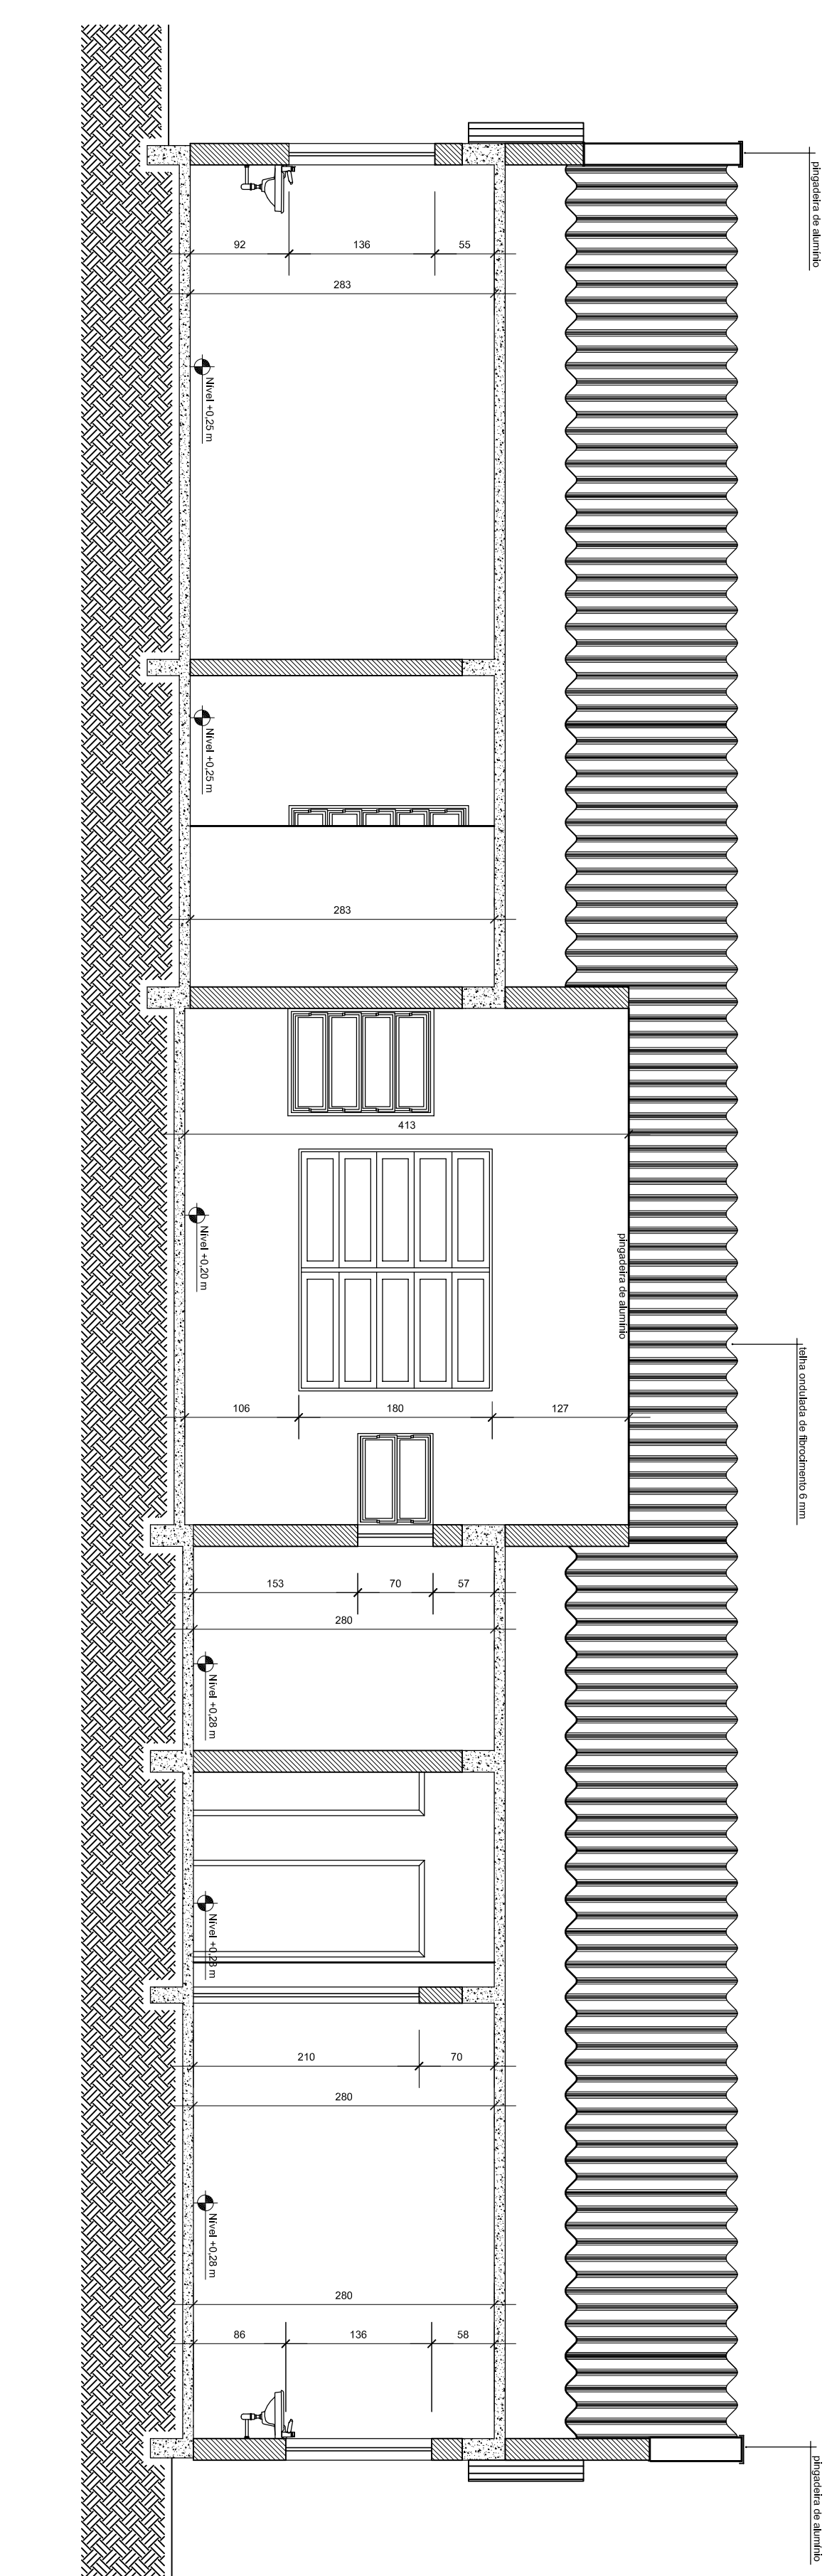 pingadeira de alumínio
92
136
55
283
Nível +0,25 m
Nível +0,25 m
283
413
Nível +0,20 m
pingadeira de alumínio
telha ondulada de fibrocimento 6 mm
106
180
127
153
70
57
280
Nível +0,28 m
Nível +0,28 m
210
70
280
Nível +0,28 m
280
86
136
58
pingadeira de alumínio